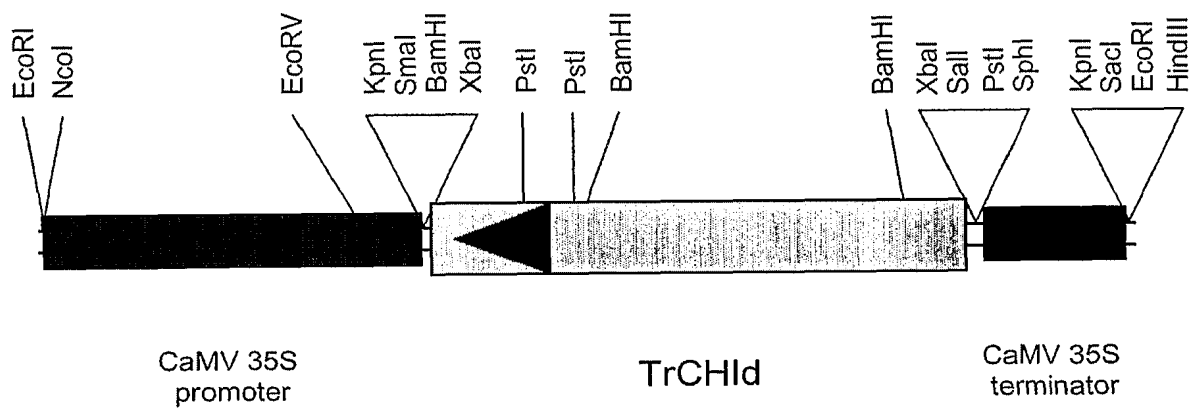 EcoRI
NcoI
EcoRV
KpnI
SmaI
BamHI
XbaI
PstI
PstI
BamHI
BamHI
XbaI
SalI
PstI
SphI
KpnI
SacI
EcoRI
HindIII
CaMV 35S
promoter
TrCHId
CaMV 35S
terminator